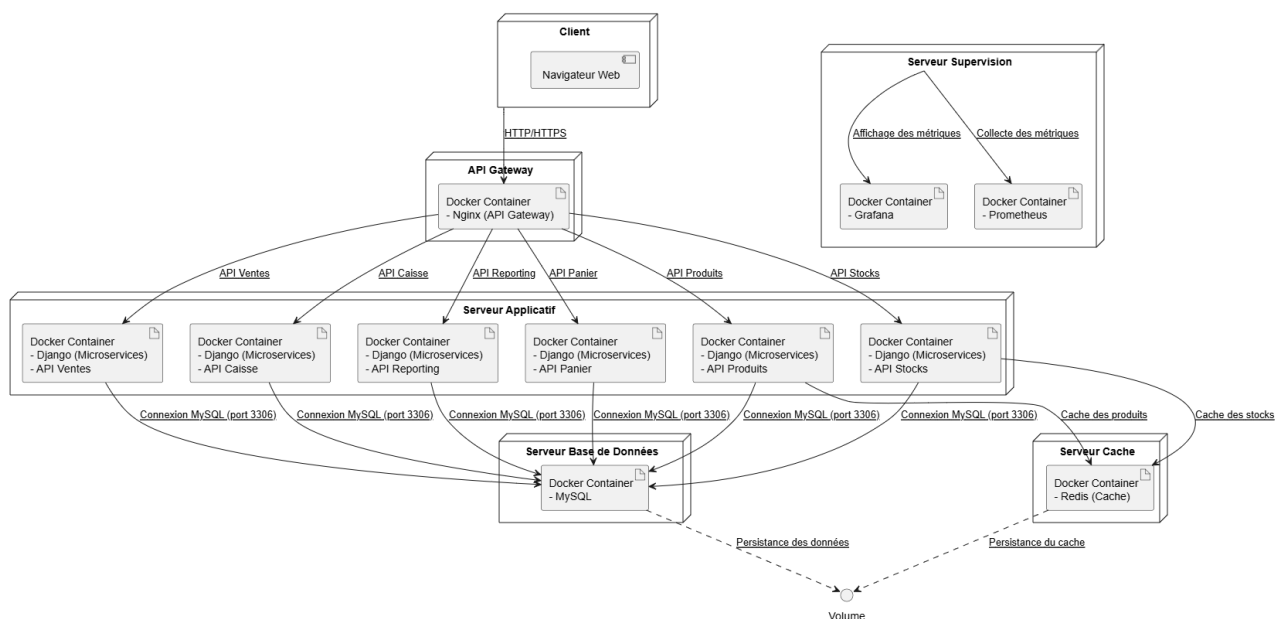 Client
Navigateur Web
Serveur Supervision
HTTP/HTTPS
Affichage des métriques
Collecte des métriques
API Gateway
Docker Container
- Nginx (API Gateway)
Docker Container
- Grafana
Docker Container
- Prometheus
API Ventes
API Caisse
API Reporting
API Panier
API Produits
API Stocks
Serveur Applicatif
Docker Container
- Django (Microservices)
- API Ventes
Docker Container
- Django (Microservices)
- API Caisse
Docker Container
- Django (Microservices)
- API Reporting
Docker Container
- Django (Microservices)
- API Panier
Docker Container
- Django (Microservices)
- API Produits
Docker Container
- Django (Microservices)
- API Stocks
Connexion MySQL (port 3306)
Connexion MySQL (port 3306)
Connexion MySQL (port 3306)
Connexion MySQL (port 3306)
Connexion MySQL (port 3306)
Connexion MySQL (port 3306)
Cache des produits
Cache des stocks
Serveur Base de Données
Docker Container
- MySQL
Serveur Cache
Docker Container
- Redis (Cache)
Persistance des données
Persistance du cache
Volume